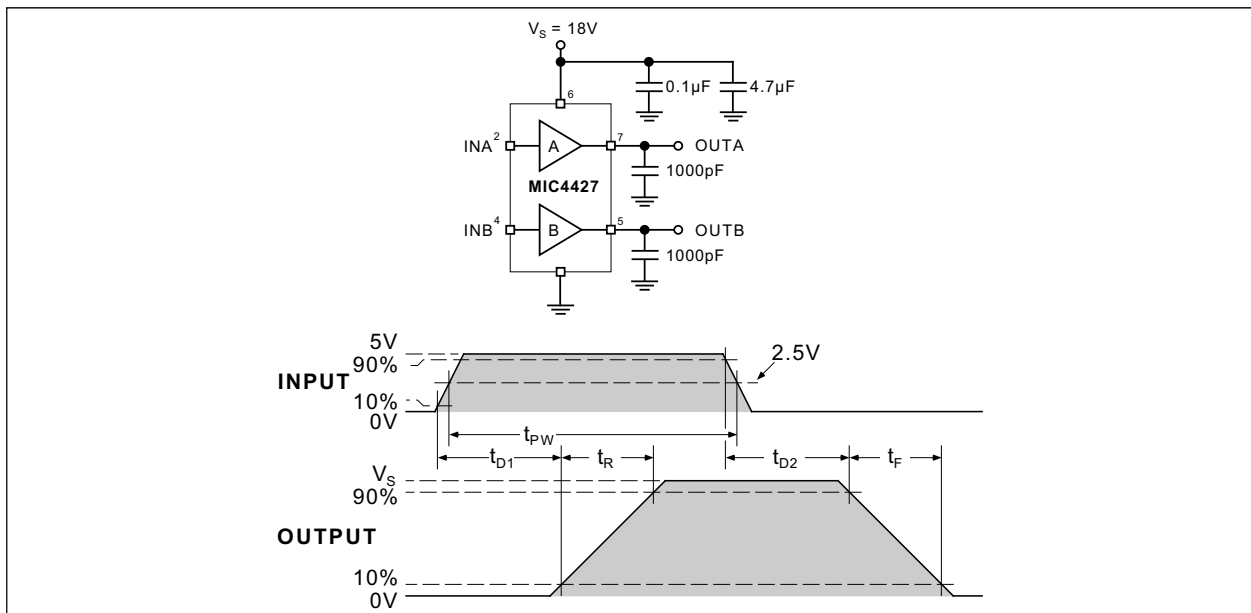 V_S = 18V
6
0.1µF
4.7µF
INA 2
A
7
OUTA
1000pF
MIC4427
INB 4
B
5
OUTB
1000pF
5V
90%
2.5V
INPUT
10%
0V
t_PW
t_D1
t_R
t_D2
t_F
V_S
90%
OUTPUT
10%
0V